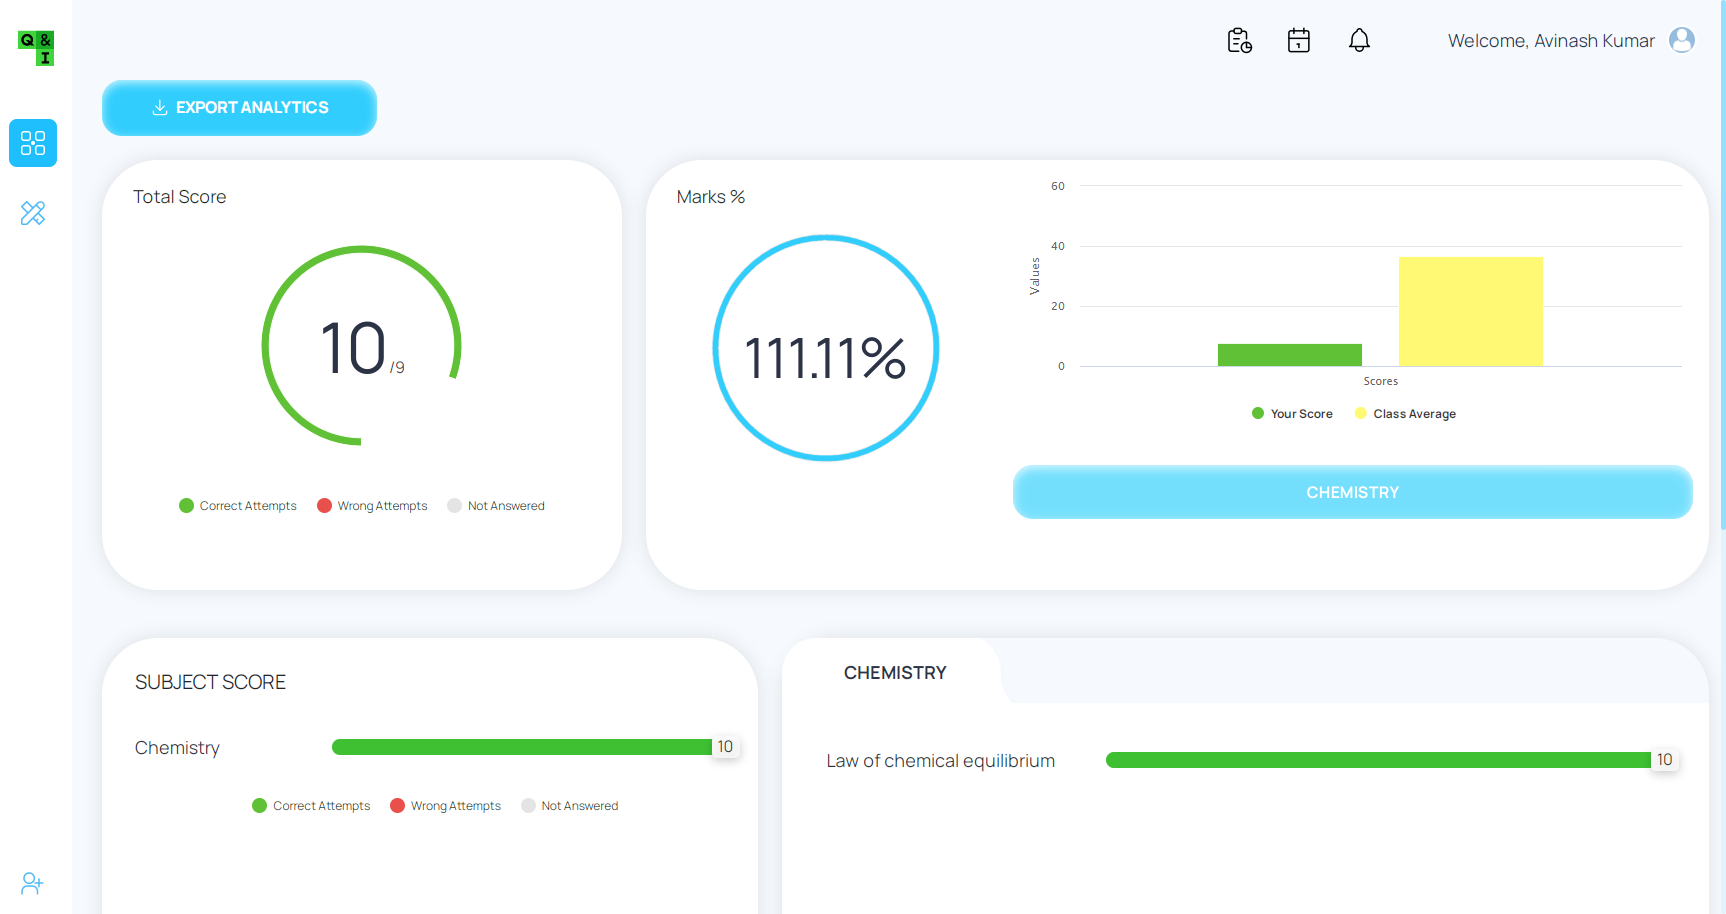 Q &
I
Welcome, Avinash Kumar
EXPORT ANALYTICS
Total Score
10/9
Correct Attempts
Wrong Attempts
Not Answered
Marks %
111.11%
60
40
20
0
Values
Scores
Your Score
Class Average
CHEMISTRY
SUBJECT SCORE
Chemistry
10
Correct Attempts
Wrong Attempts
Not Answered
CHEMISTRY
Law of chemical equilibrium
10